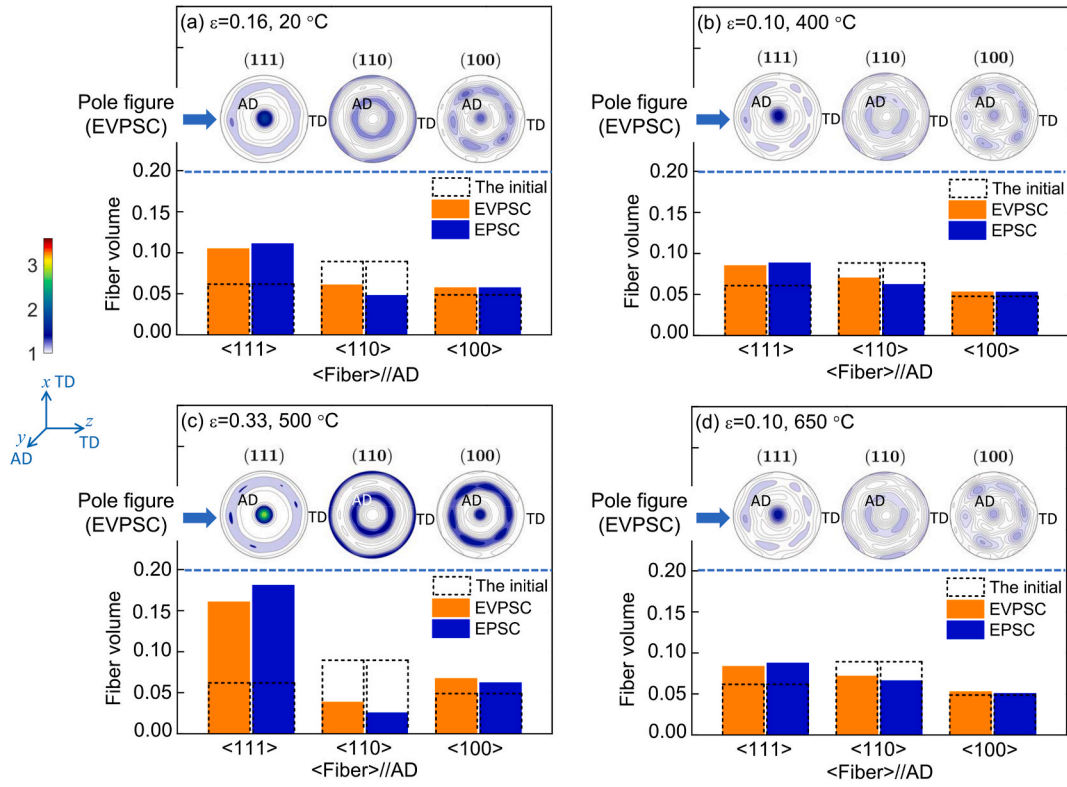 (a) ε=0.16, 20 °C
(111) (110) (100)
Pole figure
(EVPSC)
AD TD AD TD AD TD
0.20
0.15
0.10
0.05
0.00
Fiber volume
The initial
EVPSC
EPSC
<111> <110> <100>
<Fiber>//AD
(b) ε=0.10, 400 °C
(111) (110) (100)
Pole figure
(EVPSC)
AD TD AD TD AD TD
0.20
0.15
0.10
0.05
0.00
Fiber volume
The initial
EVPSC
EPSC
<111> <110> <100>
<Fiber>//AD
3
2
1
x TD
z
TD
y
AD
(c) ε=0.33, 500 °C
(111) (110) (100)
Pole figure
(EVPSC)
AD TD AD TD AD TD
0.20
0.15
0.10
0.05
0.00
Fiber volume
The initial
EVPSC
EPSC
<111> <110> <100>
<Fiber>//AD
(d) ε=0.10, 650 °C
(111) (110) (100)
Pole figure
(EVPSC)
AD TD AD TD AD TD
0.20
0.15
0.10
0.05
0.00
Fiber volume
The initial
EVPSC
EPSC
<111> <110> <100>
<Fiber>//AD